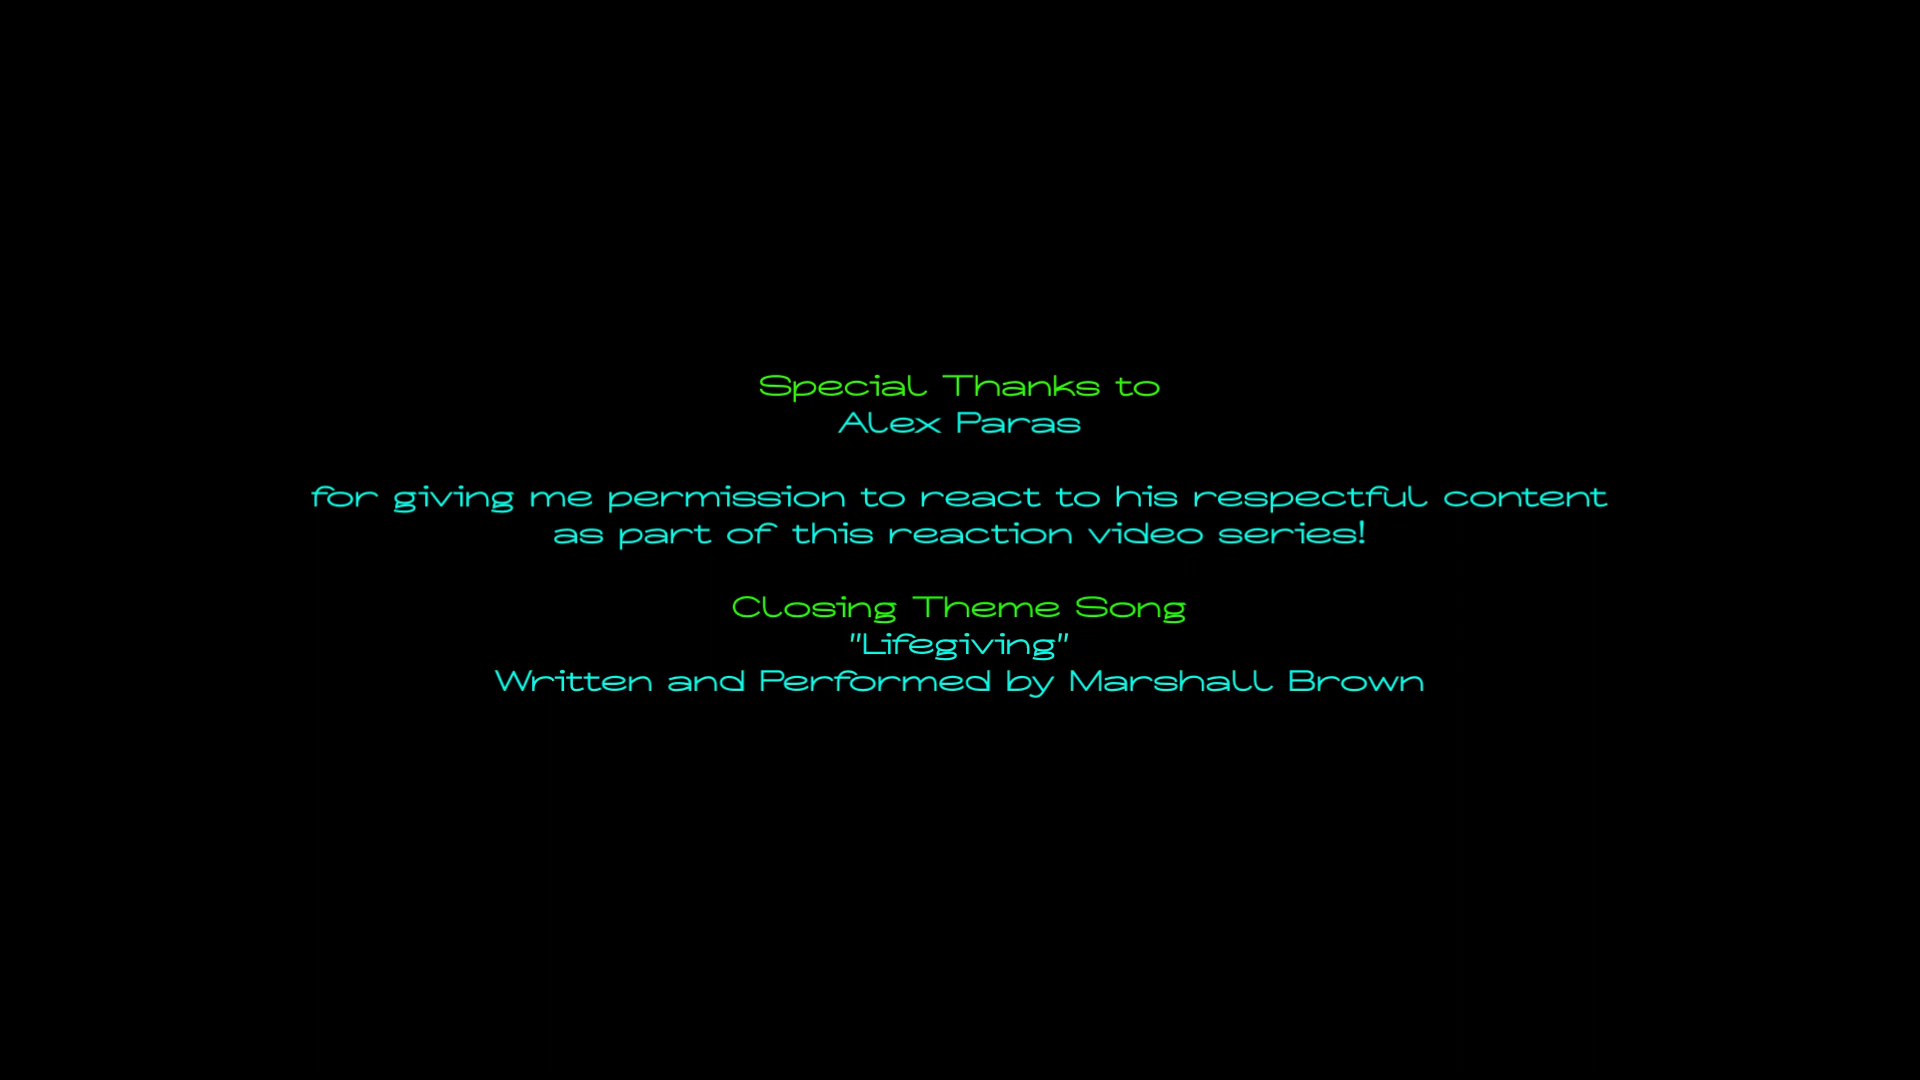 Special Thanks to
Alex Paras
for giving me permission to react to his respectful content
as part of this reaction video series!
Closing Theme Song
"Lifegiving"
Written and Performed by Marshall Brown